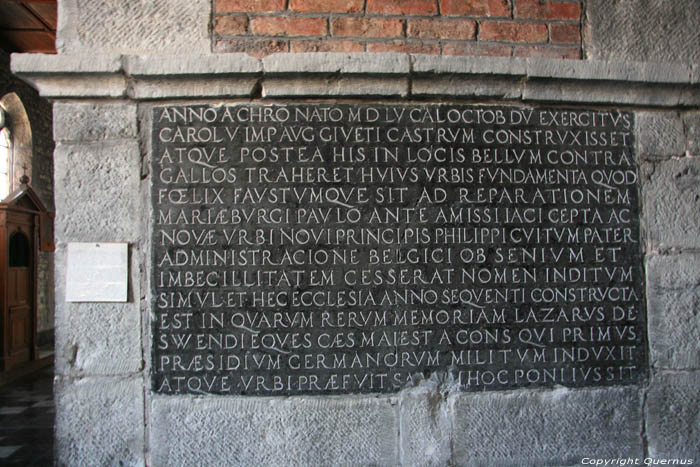 ANNO A CHRO NATO M D LV CAL OCTOB DV EXERCITVS
CAROLV IMP AVG GIVETI CASTRVM CONSTRVXISSET
ATQVE POSTEA HIS IN LOCIS BELLVM CONTRA
GALLOS TRAHERET HVIVS VRBIS FVNDAMENTA QVOD
FŒLIX FAVSTVMQVE SIT AD REPARATIONEM
MARIÆBVRGI PAVLO ANTE AMISSI IACI CEPTA AC
NOVÆ VRBI NOVI PRINCIPIS PHILIPPI CVI TVM PATER
ADMINISTRACIONE BELGICI OB SENIVM ET
IMBECILLITATEM CESSERAT NOMEN INDITVM
SIMVL ET HEC ECCLESIA ANNO SEQVENTI CONSTRVCTA
EST IN QVARVM RERVM MEMORIAM LAZARVS DE
SWENDI EQVES CÆS MAIEST A CONS QVI PRIMVS
PRÆSIDIVM GERMANORVM MILITVM INDVXIT
ATQVE VRBI PRÆFVIT HOC PONI IVSSIT
Copyright Quernus